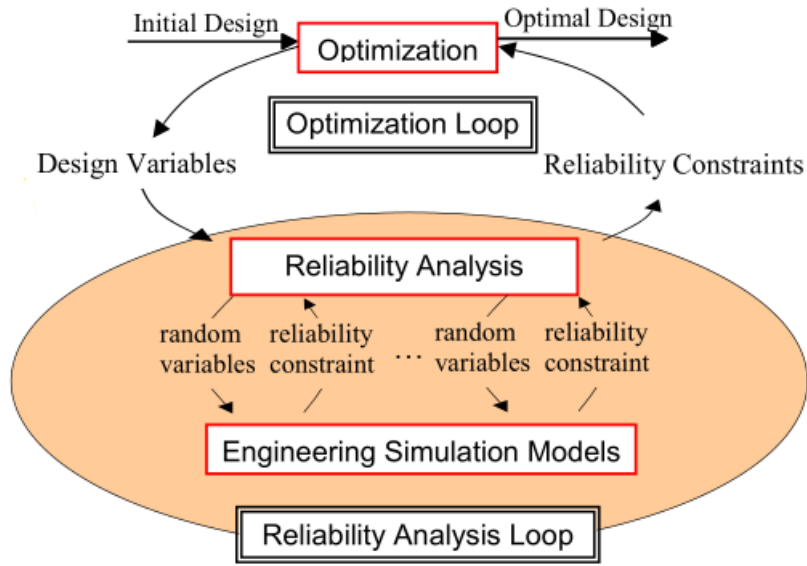 Initial Design
Optimal Design
Optimization
Optimization Loop
Design Variables
Reliability Constraints
Reliability Analysis
random
variables
reliability
constraint
...
random
variables
reliability
constraint
Engineering Simulation Models
Reliability Analysis Loop